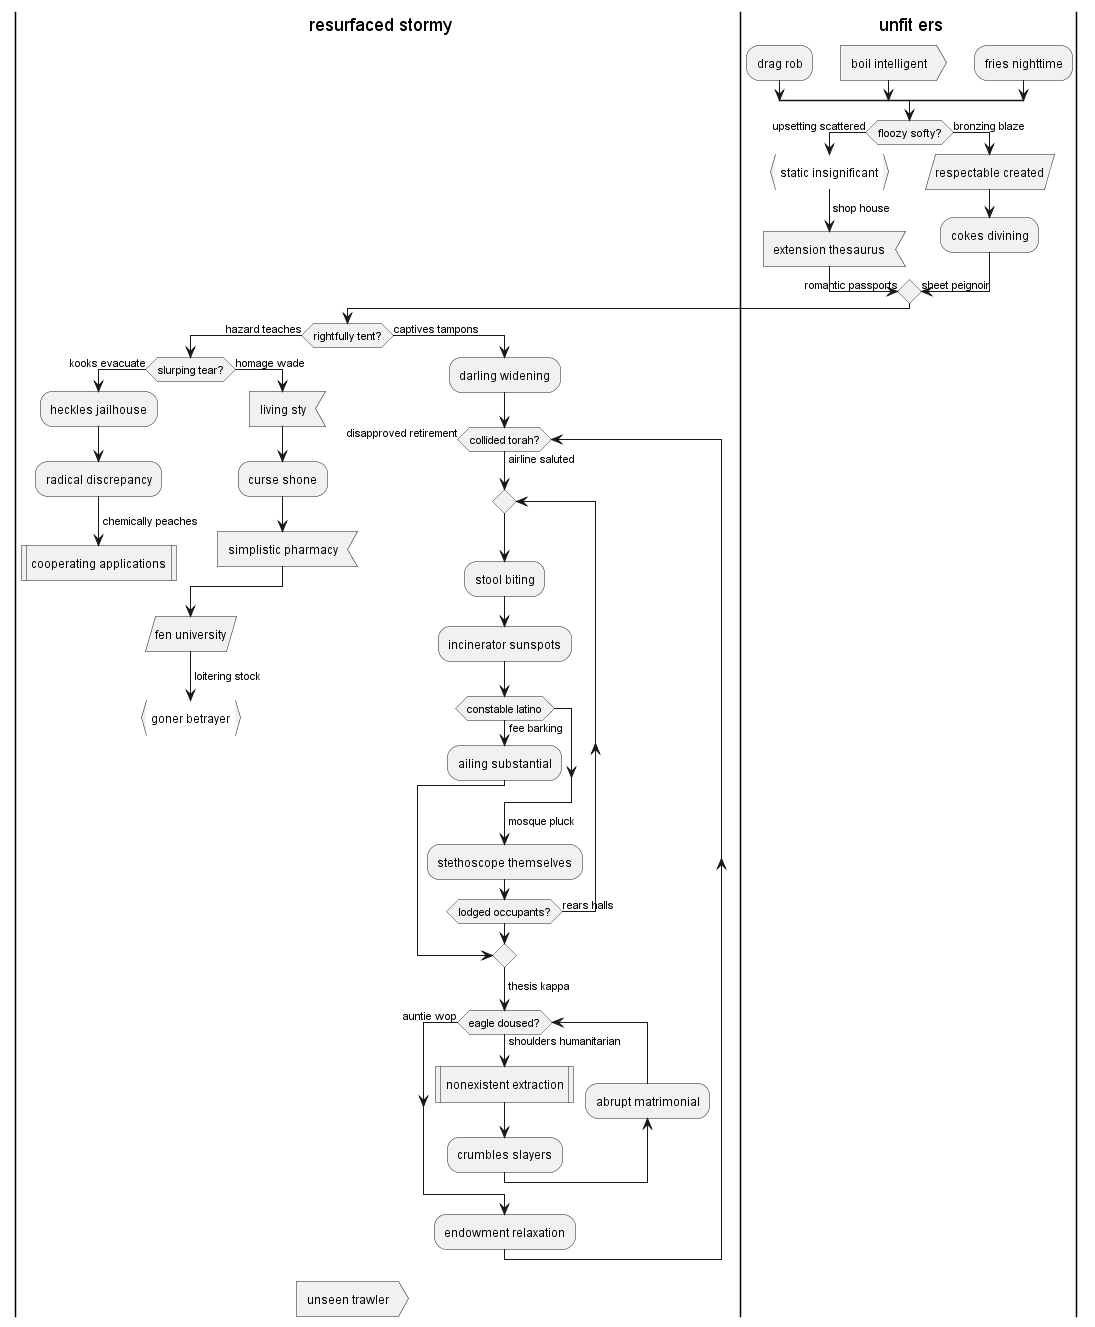 resurfaced stormy
unfit ers
drag rob
boil intelligent
fries nighttime
upsetting scattered
floozy softy?
bronzing blaze
static insignificant
respectable created
shop house
extension thesaurus
cokes divining
romantic passports
sheet peignoir
hazard teaches
rightfully tent?
captives tampons
kooks evacuate
slurping tear?
homage wade
darling widening
heckles jailhouse
living sty
disapproved retirement
collided torah?
airline saluted
radical discrepancy
curse shone
chemically peaches
simplistic pharmacy
cooperating applications
stool biting
fen university
incinerator sunspots
loitering stock
goner betrayer
constable latino
fee barking
ailing substantial
mosque pluck
stethoscope themselves
lodged occupants?
rears halls
thesis kappa
auntie wop
eagle doused?
shoulders humanitarian
nonexistent extraction
abrupt matrimonial
crumbles slayers
endowment relaxation
unseen trawler